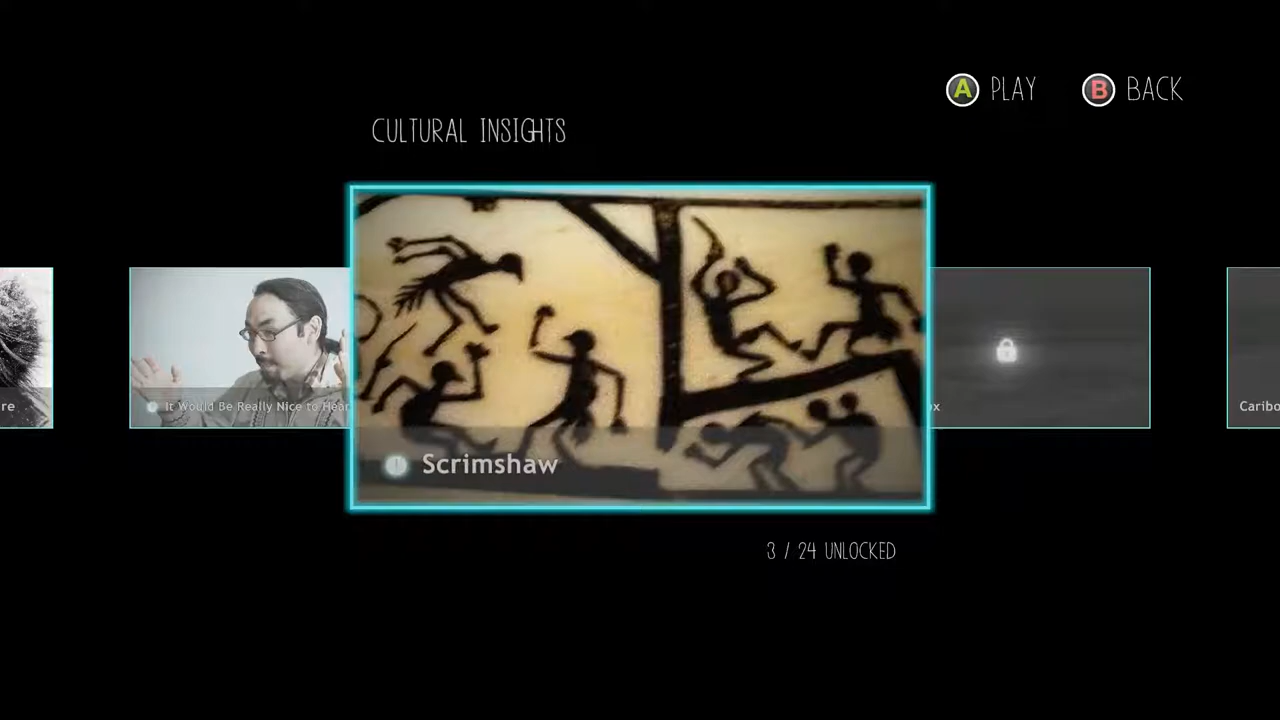 A PLAY B BACK
CULTURAL INSIGHTS
re
It Would Be Really Nice to Hear
Scrimshaw
x
Caribo
3 / 24 UNLOCKED